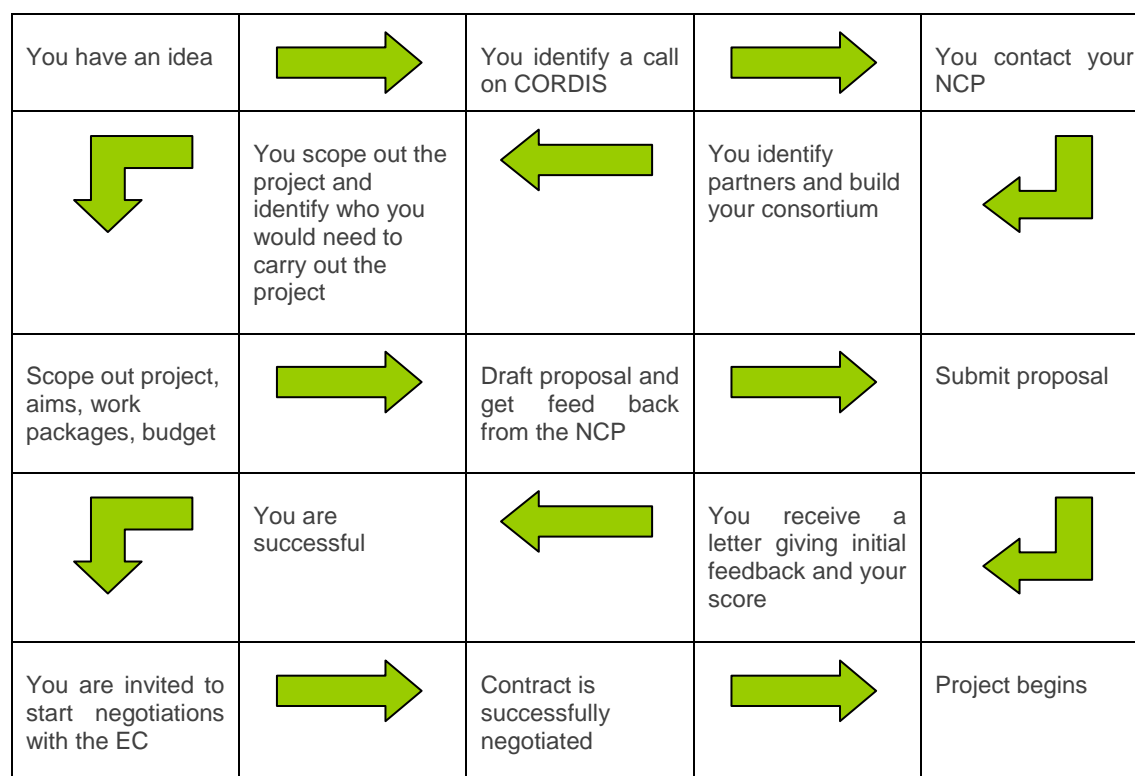 You have an idea
You identify a call
on CORDIS
You contact your
NCP
You scope out the
project and
identify who you
would need to
carry out the
project
You identify
partners and build
your consortium
Scope out project,
aims, work
packages, budget
Draft proposal and
get feed back
from the NCP
Submit proposal
You are
successful
You receive a
letter giving initial
feedback and your
score
You are invited to
start negotiations
with the EC
Contract is
successfully
negotiated
Project begins